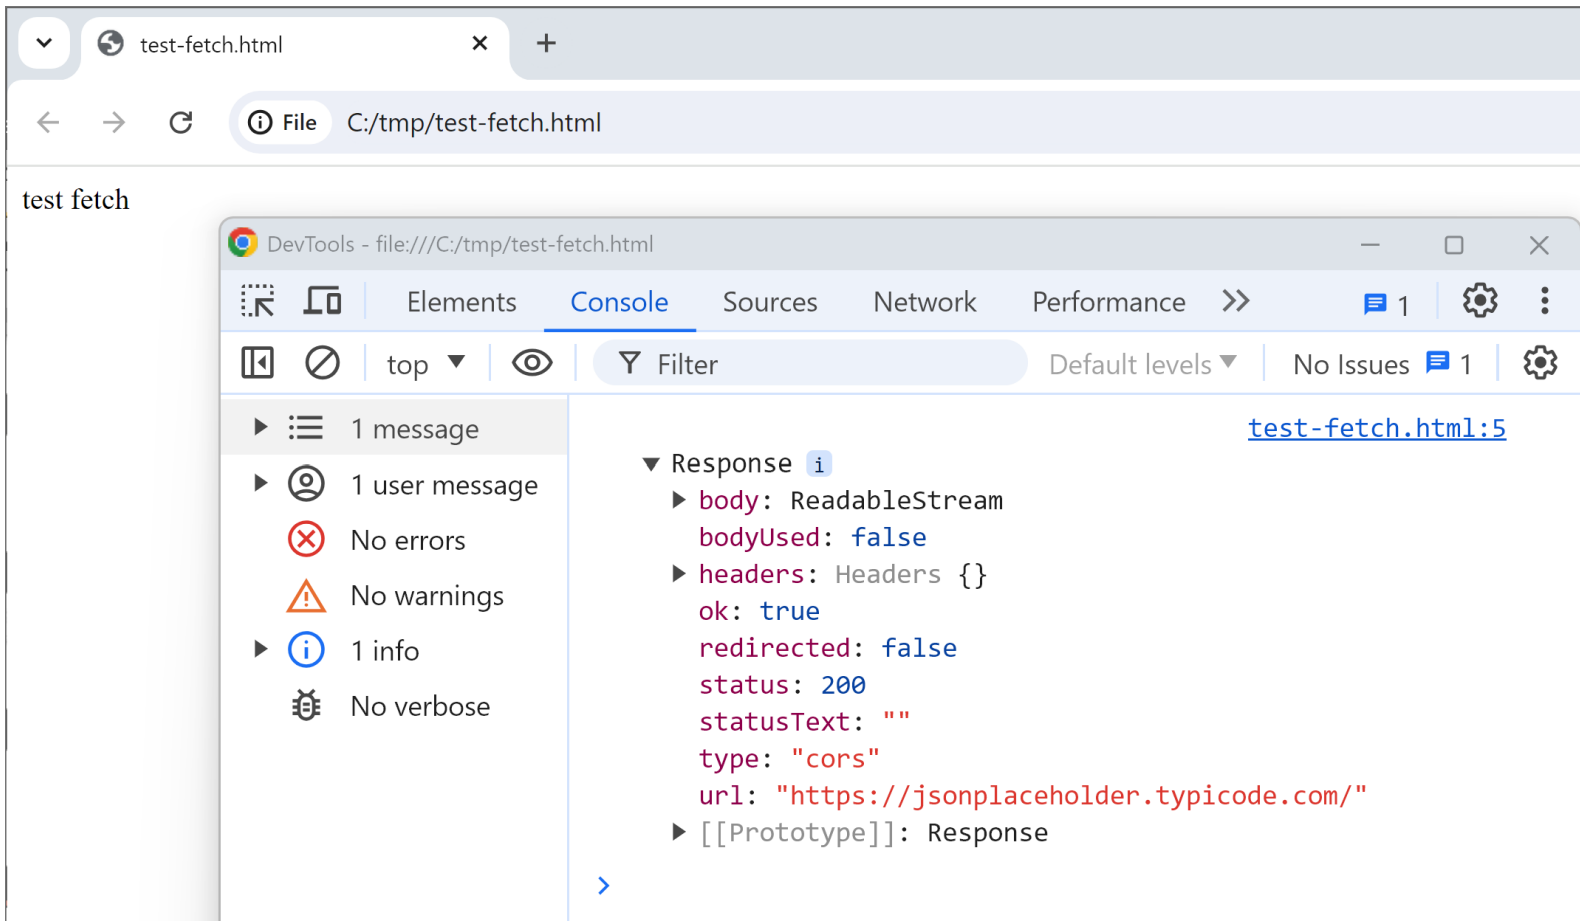 test-fetch.html
File C:/tmp/test-fetch.html
test fetch
DevTools - file:///C:/tmp/test-fetch.html
Elements Console Sources Network Performance 1
top Filter Default levels No Issues 1
1 message
1 user message
No errors
No warnings
1 info
No verbose
test-fetch.html:5
Response i
body: ReadableStream
bodyUsed: false
headers: Headers {}
ok: true
redirected: false
status: 200
statusText: ""
type: "cors"
url: "https://jsonplaceholder.typicode.com/"
[[Prototype]]: Response